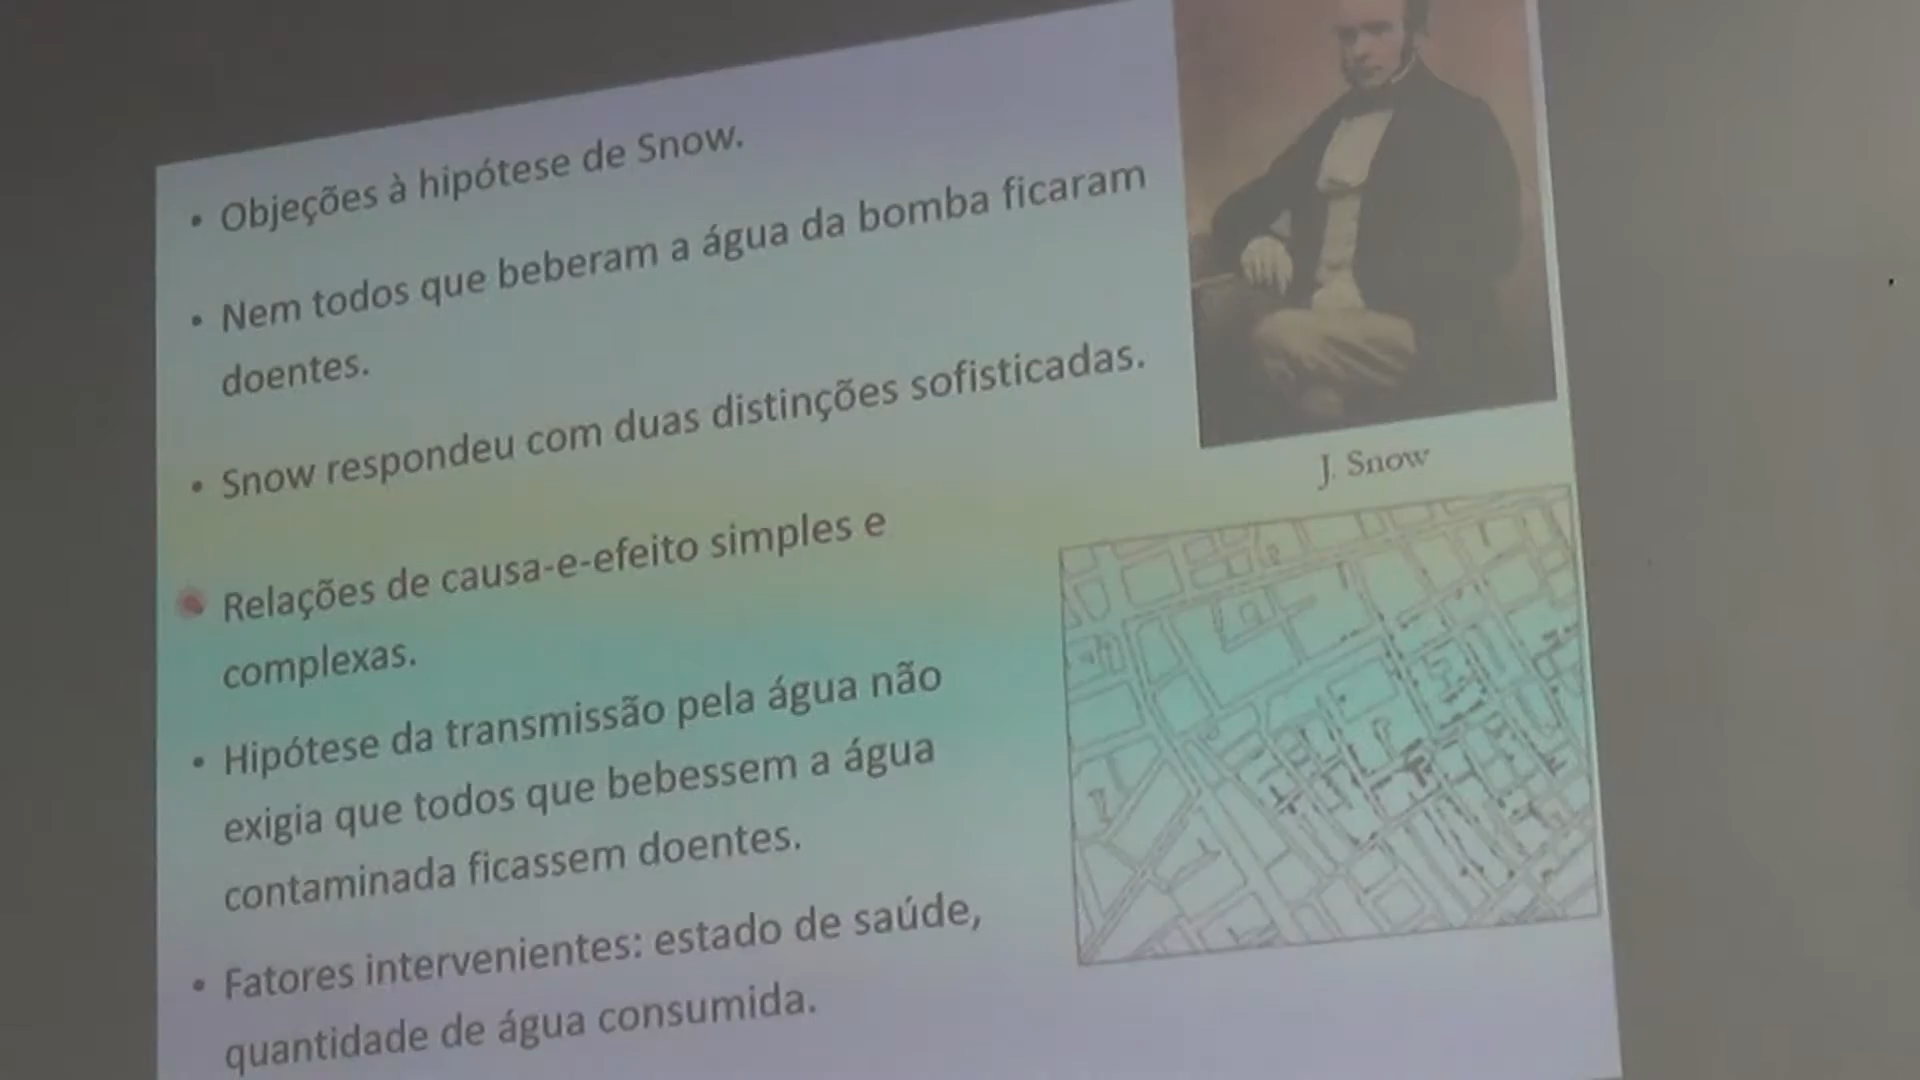 • Objeções à hipótese de Snow.
• Nem todos que beberam a água da bomba ficaram
doentes.
• Snow respondeu com duas distinções sofisticadas.
• Relações de causa-e-efeito simples e
complexas.
• Hipótese da transmissão pela água não
exigia que todos que bebessem a água
contaminada ficassem doentes.
• Fatores intervenientes: estado de saúde,
quantidade de água consumida.
J. Snow